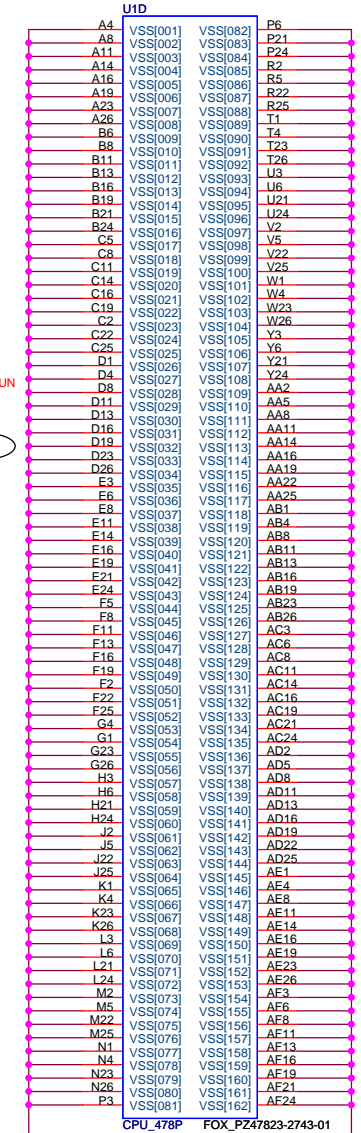 U1D
A4 VSS[001] VSS[082] P6
A8 VSS[002] VSS[083] P21
A11 VSS[003] VSS[084] P24
A14 VSS[004] VSS[085] R2
A16 VSS[005] VSS[086] R5
A19 VSS[006] VSS[087] R22
A23 VSS[007] VSS[088] R25
A26 VSS[008] VSS[089] T1
B6 VSS[009] VSS[090] T4
B8 VSS[010] VSS[091] T23
B11 VSS[011] VSS[092] T26
B13 VSS[012] VSS[093] U3
B16 VSS[013] VSS[094] U6
B19 VSS[014] VSS[095] U21
B21 VSS[015] VSS[096] U24
B24 VSS[016] VSS[097] V2
C5 VSS[017] VSS[098] V5
C8 VSS[018] VSS[099] V22
C11 VSS[019] VSS[100] V25
C14 VSS[020] VSS[101] W1
C16 VSS[021] VSS[102] W4
C19 VSS[022] VSS[103] W23
C2 VSS[023] VSS[104] W26
C22 VSS[024] VSS[105] Y3
C25 VSS[025] VSS[106] Y6
D1 VSS[026] VSS[107] Y21
D4 VSS[027] VSS[108] Y24
UN
D8 VSS[028] VSS[109] AA2
D11 VSS[029] VSS[110] AA5
D13 VSS[030] VSS[111] AA8
D16 VSS[031] VSS[112] AA11
D19 VSS[032] VSS[113] AA14
D23 VSS[033] VSS[114] AA16
D26 VSS[034] VSS[115] AA19
E3 VSS[035] VSS[116] AA22
E6 VSS[036] VSS[117] AA25
E8 VSS[037] VSS[118] AB1
E11 VSS[038] VSS[119] AB4
E14 VSS[039] VSS[120] AB8
E16 VSS[040] VSS[121] AB11
E19 VSS[041] VSS[122] AB13
E21 VSS[042] VSS[123] AB16
E24 VSS[043] VSS[124] AB19
F5 VSS[044] VSS[125] AB23
F8 VSS[045] VSS[126] AB26
F11 VSS[046] VSS[127] AC3
F13 VSS[047] VSS[128] AC6
F16 VSS[048] VSS[129] AC8
F19 VSS[049] VSS[130] AC11
F2 VSS[050] VSS[131] AC14
F22 VSS[051] VSS[132] AC16
F25 VSS[052] VSS[133] AC19
G4 VSS[053] VSS[134] AC21
G1 VSS[054] VSS[135] AC24
G23 VSS[055] VSS[136] AD2
G26 VSS[056] VSS[137] AD5
H3 VSS[057] VSS[138] AD8
H6 VSS[058] VSS[139] AD11
H21 VSS[059] VSS[140] AD13
H24 VSS[060] VSS[141] AD16
J2 VSS[061] VSS[142] AD19
J5 VSS[062] VSS[143] AD22
J22 VSS[063] VSS[144] AD25
J25 VSS[064] VSS[145] AE1
K1 VSS[065] VSS[146] AE4
K4 VSS[066] VSS[147] AE8
K23 VSS[067] VSS[148] AE11
K26 VSS[068] VSS[149] AE14
L3 VSS[069] VSS[150] AE16
L6 VSS[070] VSS[151] AE19
L21 VSS[071] VSS[152] AE23
L24 VSS[072] VSS[153] AE26
M2 VSS[073] VSS[154] AF3
M5 VSS[074] VSS[155] AF6
M22 VSS[075] VSS[156] AF8
M25 VSS[076] VSS[157] AF11
N1 VSS[077] VSS[158] AF13
N4 VSS[078] VSS[159] AF16
N23 VSS[079] VSS[160] AF19
N26 VSS[080] VSS[161] AF21
P3 VSS[081] VSS[162] AF24
CPU_478P FOX_PZ47823-2743-01